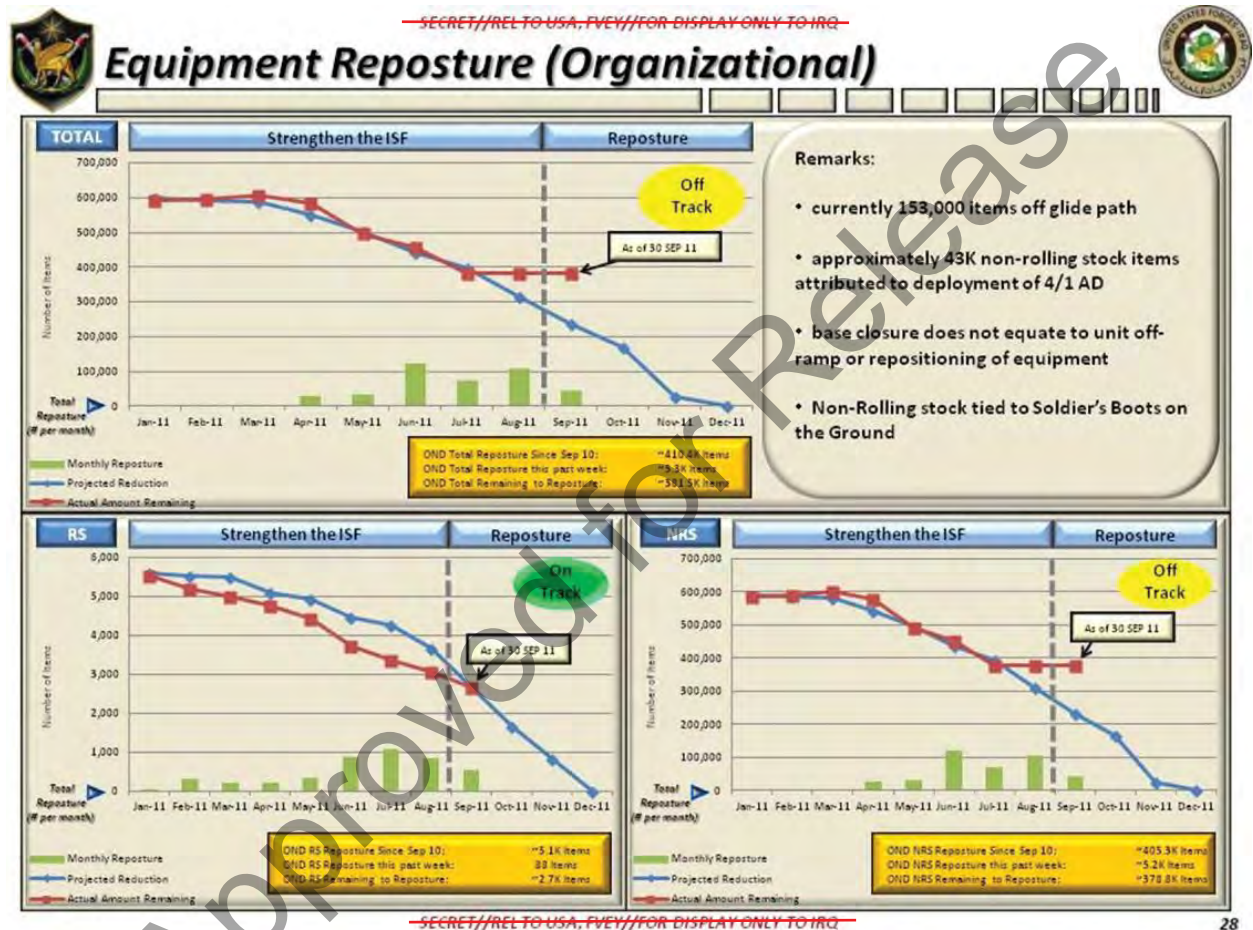 SECRET//REL TO USA, FVEY//FOR DISPLAY ONLY TO IRQ
Equipment Reposture (Organizational)
UNITED STATES FORCES-IRAQ
TOTAL
Strengthen the ISF
Reposture
700,000
600,000
500,000
400,000
300,000
200,000
100,000
0
Number of Items
Off
Track
As of 30 SEP 11
Jan-11 Feb-11 Mar-11 Apr-11 May-11 Jun-11 Jul-11 Aug-11 Sep-11 Oct-11 Nov-11 Dec-11
Total
Reposture
(# per month)
Monthly Reposture
Projected Reduction
Actual Amount Remaining
OND Total Reposture Since Sep 10: ~410.4K Items
OND Total Reposture this past week: ~5.3K Items
OND Total Remaining to Reposture: ~381.5K Items
Remarks:
• currently 153,000 items off glide path
• approximately 43K non-rolling stock items
attributed to deployment of 4/1 AD
• base closure does not equate to unit off-
ramp or repositioning of equipment
• Non-Rolling stock tied to Soldier's Boots on
the Ground
RS
Strengthen the ISF
Reposture
6,000
5,000
4,000
3,000
2,000
1,000
0
Number of Items
On
Track
As of 30 SEP 11
Jan-11 Feb-11 Mar-11 Apr-11 May-11 Jun-11 Jul-11 Aug-11 Sep-11 Oct-11 Nov-11 Dec-11
Total
Reposture
(# per month)
Monthly Reposture
Projected Reduction
Actual Amount Remaining
OND RS Reposture Since Sep 10: ~5.1K Items
OND RS Reposture this past week: 88 Items
OND RS Remaining to Reposture: ~2.7K Items
NRS
Strengthen the ISF
Reposture
700,000
600,000
500,000
400,000
300,000
200,000
100,000
0
Number of Items
Off
Track
As of 30 SEP 11
Jan-11 Feb-11 Mar-11 Apr-11 May-11 Jun-11 Jul-11 Aug-11 Sep-11 Oct-11 Nov-11 Dec-11
Total
Reposture
(# per month)
Monthly Reposture
Projected Reduction
Actual Amount Remaining
OND NRS Reposture Since Sep 10: ~405.3K Items
OND NRS Reposture this past week: ~5.2K Items
OND NRS Remaining to Reposture: ~378.8K Items
Approved for Release
SECRET//REL TO USA, FVEY//FOR DISPLAY ONLY TO IRQ
28